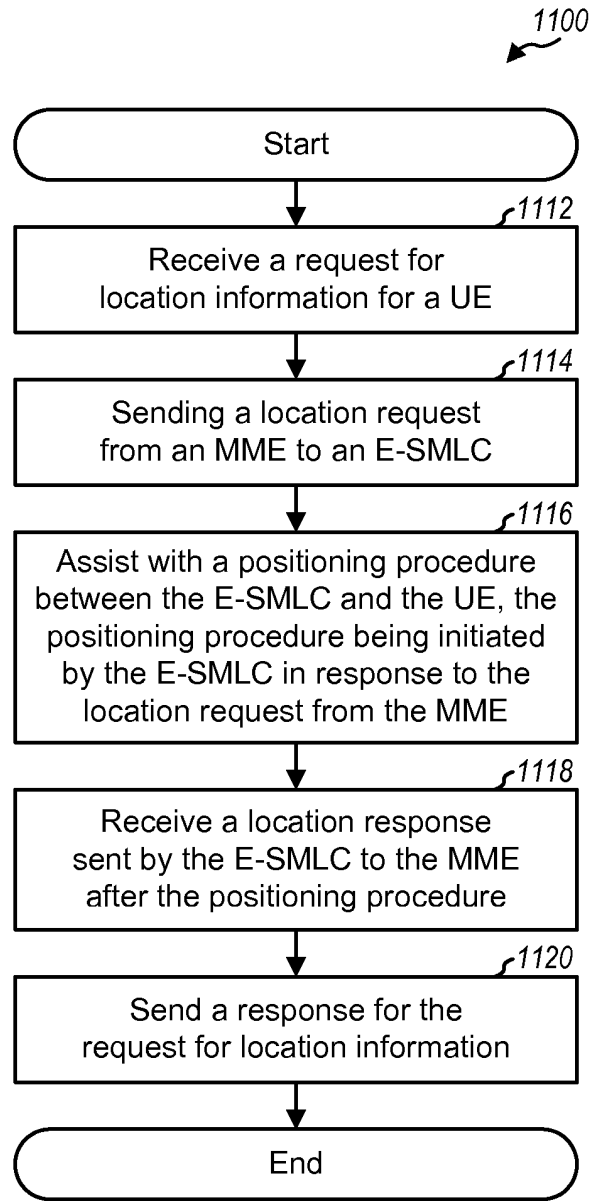 1100
Start
1112
Receive a request for
location information for a UE
1114
Sending a location request
from an MME to an E-SMLC
1116
Assist with a positioning procedure
between the E-SMLC and the UE, the
positioning procedure being initiated
by the E-SMLC in response to the
location request from the MME
1118
Receive a location response
sent by the E-SMLC to the MME
after the positioning procedure
1120
Send a response for the
request for location information
End